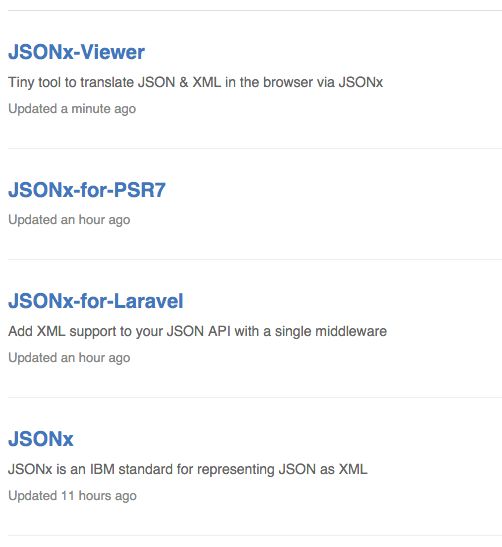 JSONx-Viewer
Tiny tool to translate JSON & XML in the browser via JSONx
Updated a minute ago
JSONx-for-PSR7
Updated an hour ago
JSONx-for-Laravel
Add XML support to your JSON API with a single middleware
Updated an hour ago
JSONx
JSONx is an IBM standard for representing JSON as XML
Updated 11 hours ago